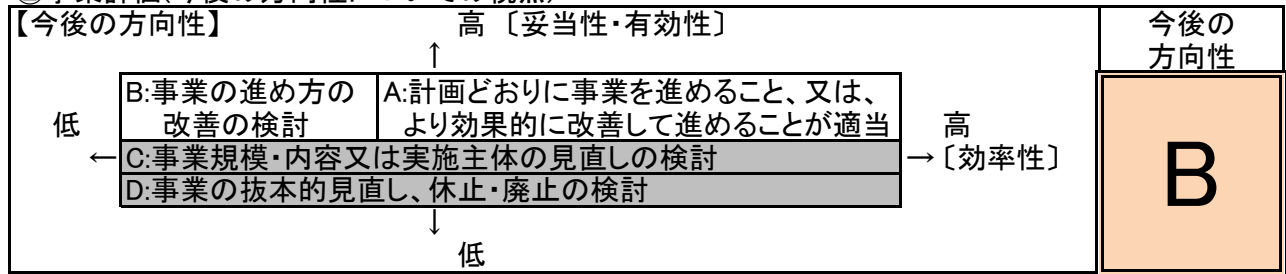 【今後の方向性】 高 〔妥当性・有効性〕 今後の
方向性
↑
B:事業の進め方の
改善の検討
A:計画どおりに事業を進めること、又は、
より効果的に改善して進めることが適当
低 高
← C:事業規模・内容又は実施主体の見直しの検討 →〔効率性〕
D:事業の抜本的見直し、休止・廃止の検討
↓
低
B